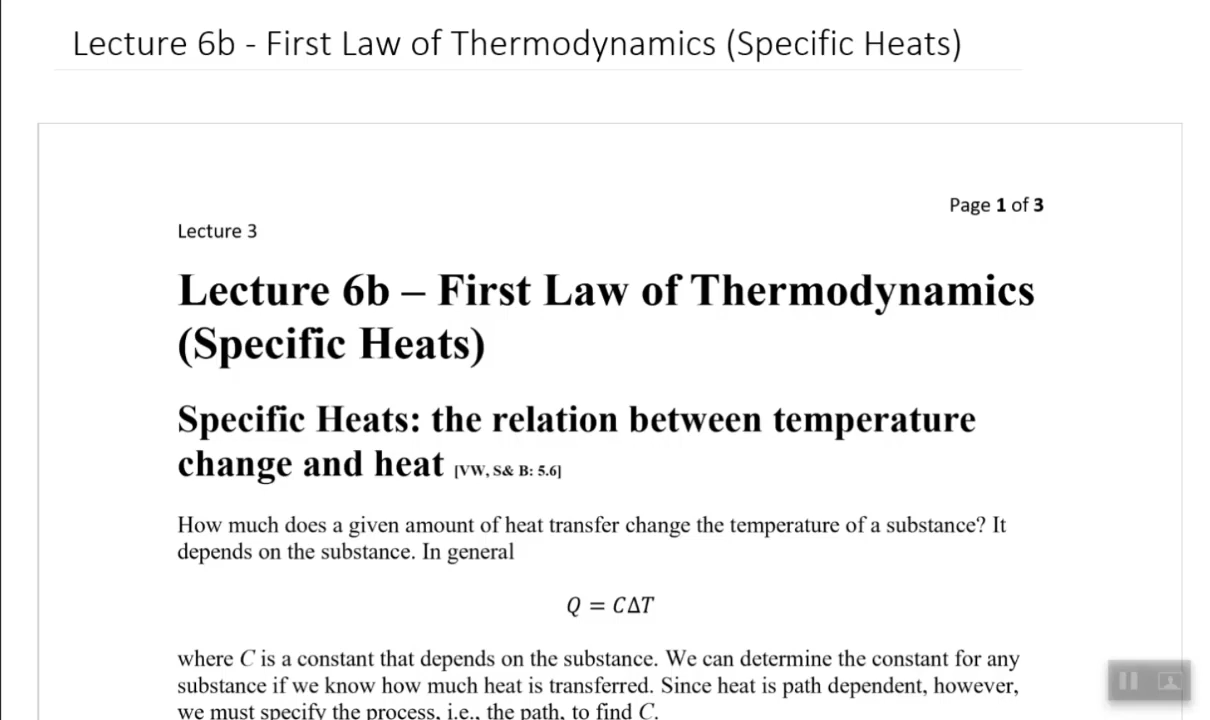 Lecture 6b - First Law of Thermodynamics (Specific Heats)
Page 1 of 3
Lecture 3
Lecture 6b – First Law of Thermodynamics
(Specific Heats)
Specific Heats: the relation between temperature
change and heat [VW, S& B: 5.6]
How much does a given amount of heat transfer change the temperature of a substance? It
depends on the substance. In general
Q = CΔT
where C is a constant that depends on the substance. We can determine the constant for any
substance if we know how much heat is transferred. Since heat is path dependent, however,
we must specify the process, i.e., the path, to find C.